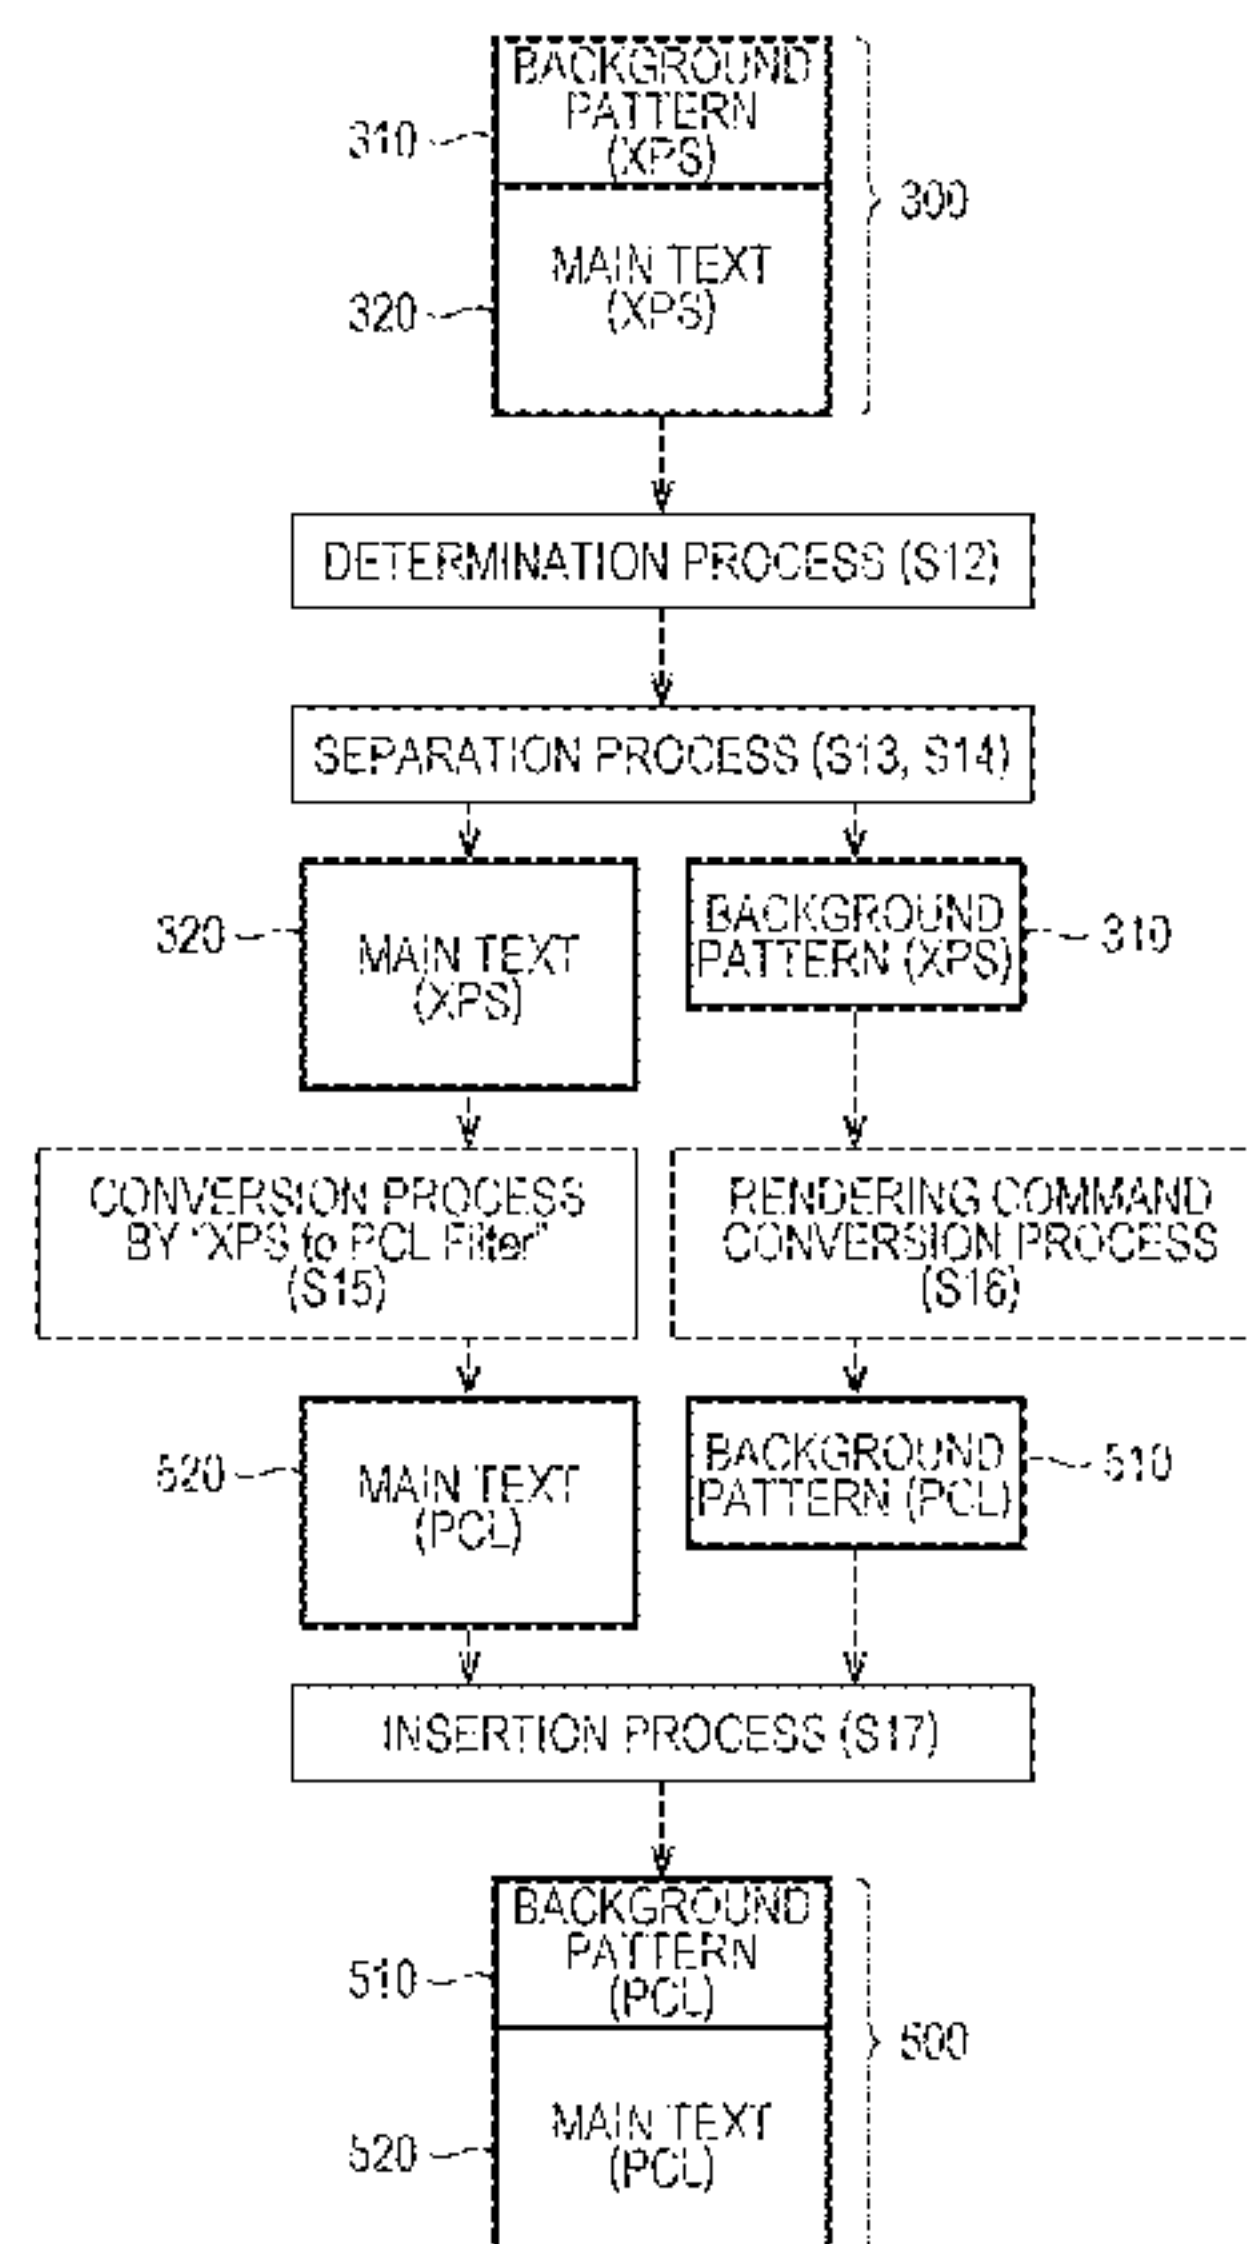 BACKGROUND
PATTERN
(XPS)
310
300
MAIN TEXT
(XPS)
320
DETERMINATION PROCESS (S12)
SEPARATION PROCESS (S13, S14)
320
MAIN TEXT
(XPS)
BACKGROUND
PATTERN (XPS)
310
CONVERSION PROCESS
BY "XPS to PCL Filter"
(S15)
RENDERING COMMAND
CONVERSION PROCESS
(S16)
520
MAIN TEXT
(PCL)
BACKGROUND
PATTERN (PCL)
510
INSERTION PROCESS (S17)
BACKGROUND
PATTERN
(PCL)
510
500
MAIN TEXT
(PCL)
520